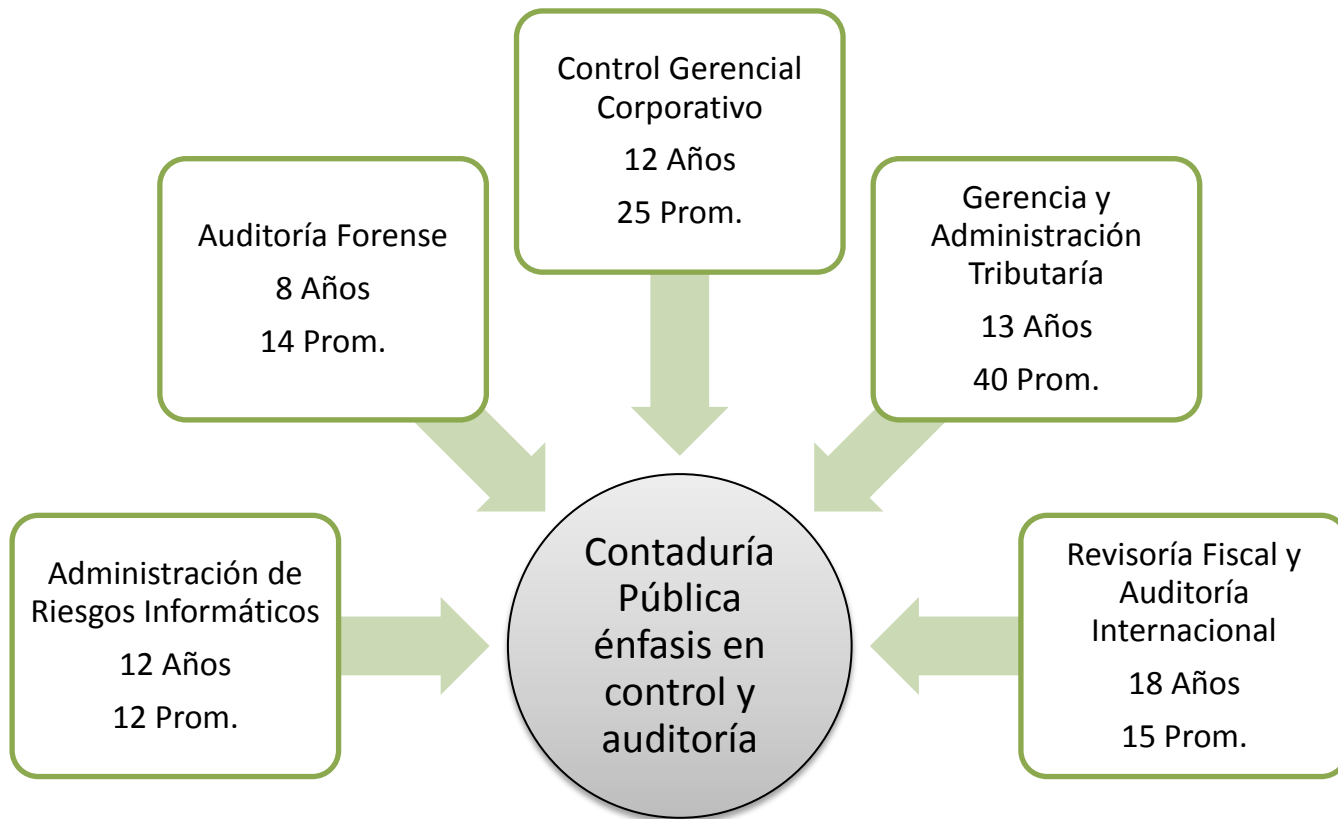 Control Gerencial
Corporativo
12 Años
25 Prom.
Auditoría Forense
8 Años
14 Prom.
Gerencia y
Administración
Tributaría
13 Años
40 Prom.
Administración de
Riesgos Informáticos
12 Años
12 Prom.
Contaduría
Pública
énfasis en
control y
auditoría
Revisoría Fiscal y
Auditoría
Internacional
18 Años
15 Prom.